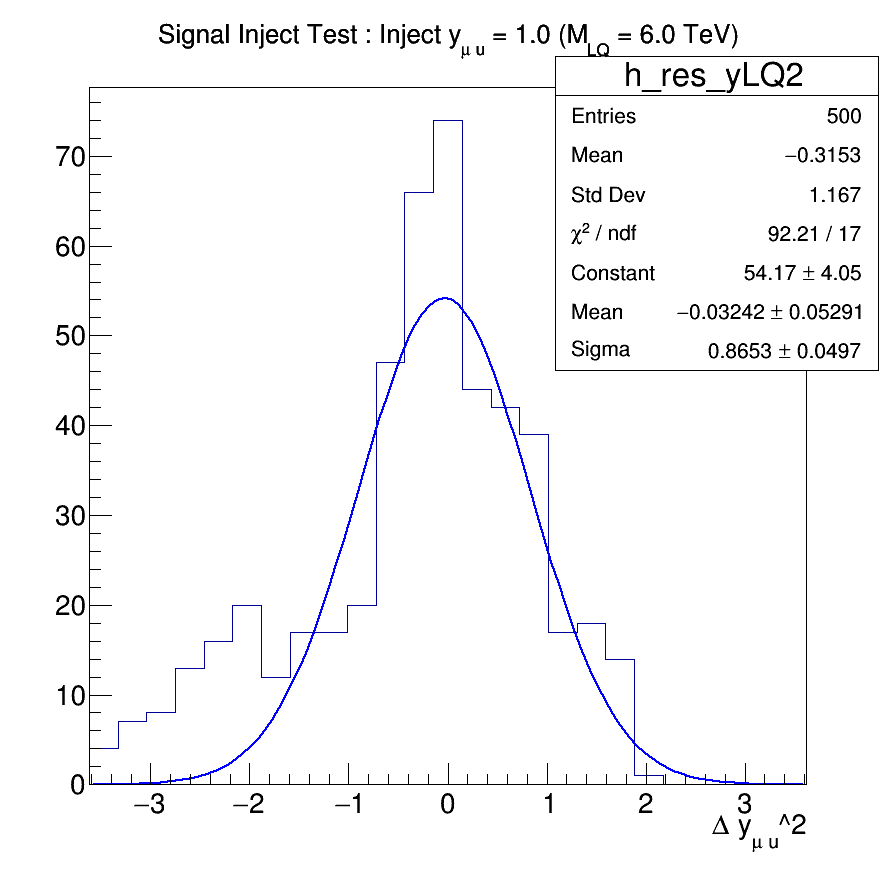 Signal Inject Test : Inject y_μ u = 1.0 (M_LQ = 6.0 TeV)
h_res_yLQ2
Entries 500
Mean −0.3153
Std Dev 1.167
χ² / ndf 92.21 / 17
Constant 54.17 ± 4.05
Mean −0.03242 ± 0.05291
Sigma 0.8653 ± 0.0497
70
60
50
40
30
20
10
0
−3 −2 −1 0 1 2 3
Δ y_μ u^2